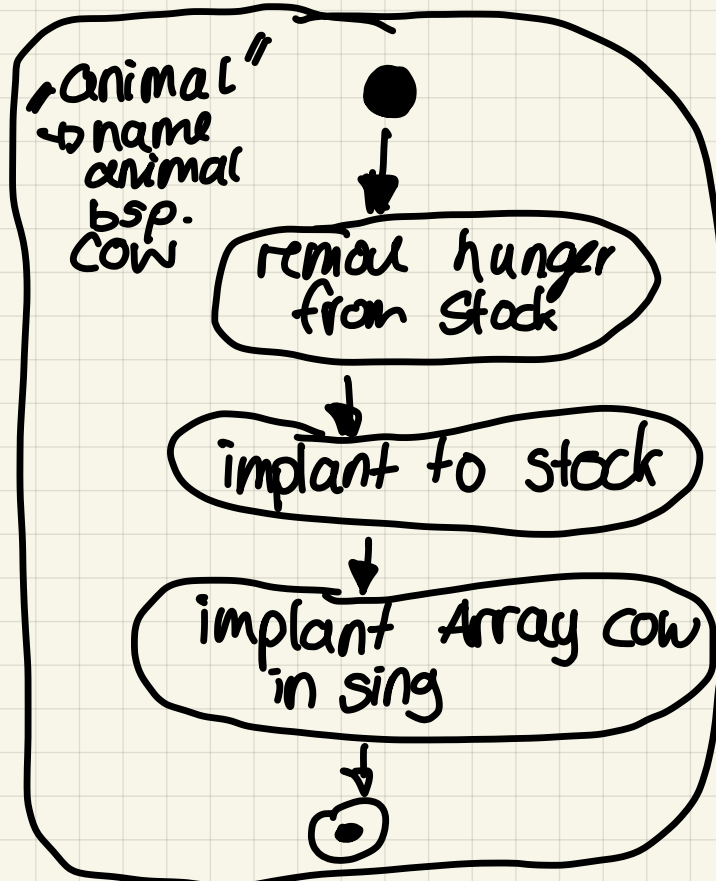 "animal"
→ name
animal
bsp.
cow
remove hunger
from stock
implant to stock
implant Array cow
in sing